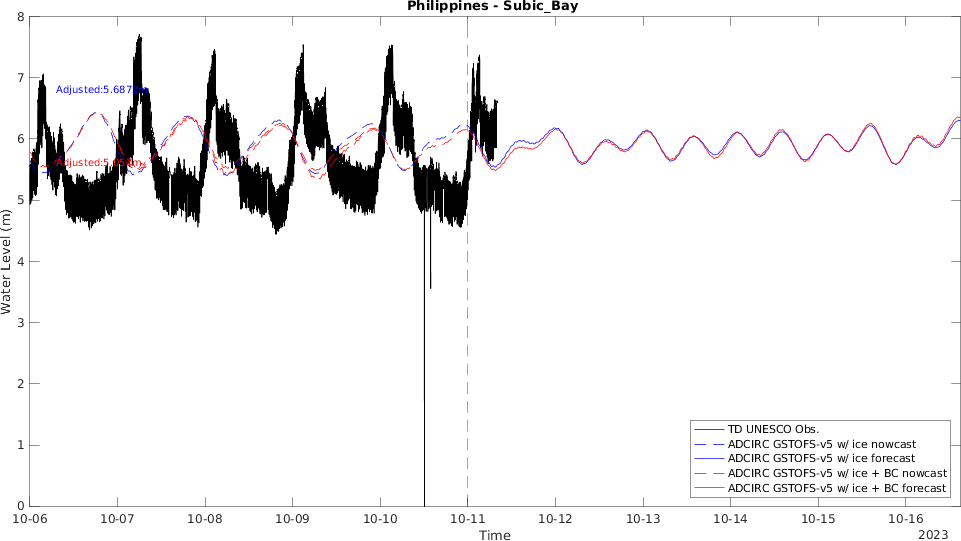 Philippines - Subic_Bay
Water Level (m)
8
7
6
5
4
3
2
1
0
Adjusted:5.687
Adjusted:5.
10-06 10-07 10-08 10-09 10-10 10-11 10-12 10-13 10-14 10-15 10-16
Time
2023
TD UNESCO Obs.
ADCIRC GSTOFS-v5 w/ ice nowcast
ADCIRC GSTOFS-v5 w/ ice forecast
ADCIRC GSTOFS-v5 w/ ice + BC nowcast
ADCIRC GSTOFS-v5 w/ ice + BC forecast